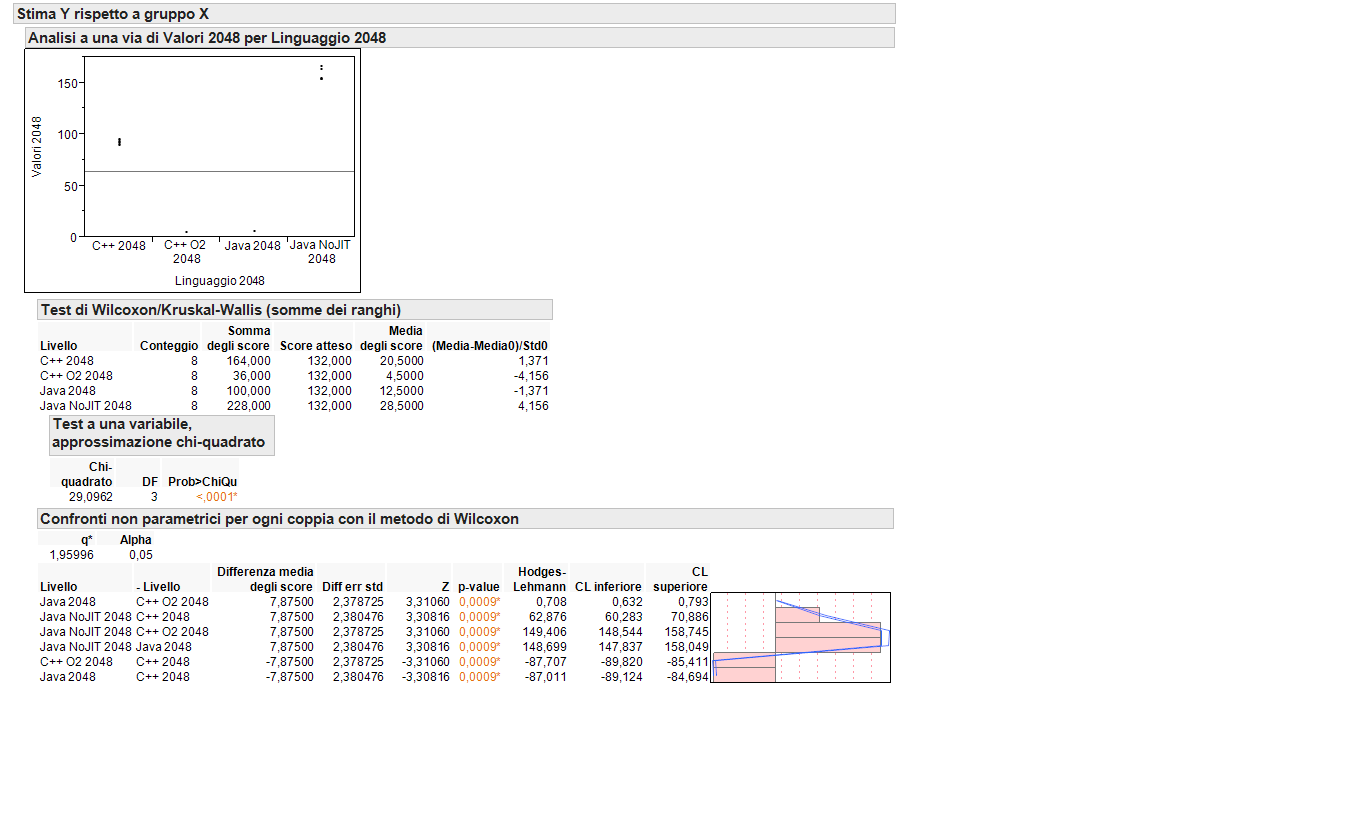 Stima Y rispetto a gruppo X
Analisi a una via di Valori 2048 per Linguaggio 2048
Valori 2048
150
100
50
0
C++ 2048 C++ O2 2048 Java 2048 Java NoJIT 2048
Linguaggio 2048
Test di Wilcoxon/Kruskal-Wallis (somme dei ranghi)
Livello Conteggio Somma degli score Score atteso Media degli score (Media-Media0)/Std0
C++ 2048 8 164,000 132,000 20,5000 1,371
C++ O2 2048 8 36,000 132,000 4,5000 -4,156
Java 2048 8 100,000 132,000 12,5000 -1,371
Java NoJIT 2048 8 228,000 132,000 28,5000 4,156
Test a una variabile,
approssimazione chi-quadrato
Chi-quadrato DF Prob>ChiQu
29,0962 3 <,0001*
Confronti non parametrici per ogni coppia con il metodo di Wilcoxon
q* Alpha
1,95996 0,05
Livello - Livello Differenza media degli score Diff err std Z p-value Hodges-Lehmann CL inferiore CL superiore
Java 2048 C++ O2 2048 7,87500 2,378725 3,31060 0,0009* 0,708 0,632 0,793
Java NoJIT 2048 C++ 2048 7,87500 2,380476 3,30816 0,0009* 62,876 60,283 70,886
Java NoJIT 2048 C++ O2 2048 7,87500 2,378725 3,31060 0,0009* 149,406 148,544 158,745
Java NoJIT 2048 Java 2048 7,87500 2,380476 3,30816 0,0009* 148,699 147,837 158,049
C++ O2 2048 C++ 2048 -7,87500 2,378725 -3,31060 0,0009* -87,707 -89,820 -85,411
Java 2048 C++ 2048 -7,87500 2,380476 -3,30816 0,0009* -87,011 -89,124 -84,694